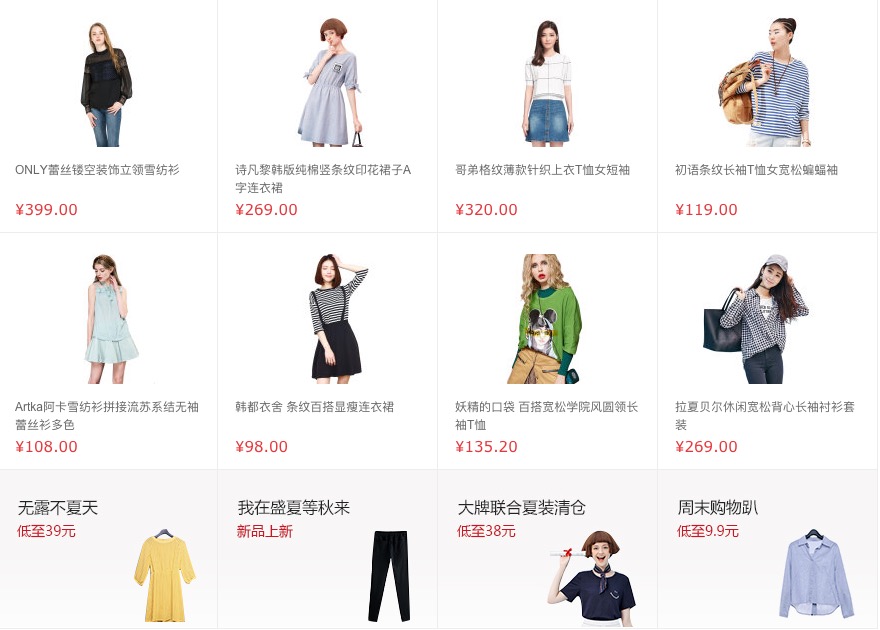 ONLY蕾丝镂空装饰立领雪纺衫
¥399.00
诗凡黎韩版纯棉竖条纹印花裙子A
字连衣裙
¥269.00
哥弟格纹薄款针织上衣T恤女短袖
¥320.00
初语条纹长袖T恤女宽松蝙蝠袖
¥119.00
Artka阿卡雪纺衫拼接流苏系结无袖
蕾丝衫多色
¥108.00
韩都衣舍 条纹百搭显瘦连衣裙
¥98.00
妖精的口袋 百搭宽松学院风圆领长
袖T恤
¥135.20
拉夏贝尔休闲宽松背心长袖衬衫套
装
¥269.00
无露不夏天
低至39元
我在盛夏等秋来
新品上新
大牌联合夏装清仓
低至38元
周末购物趴
低至9.9元